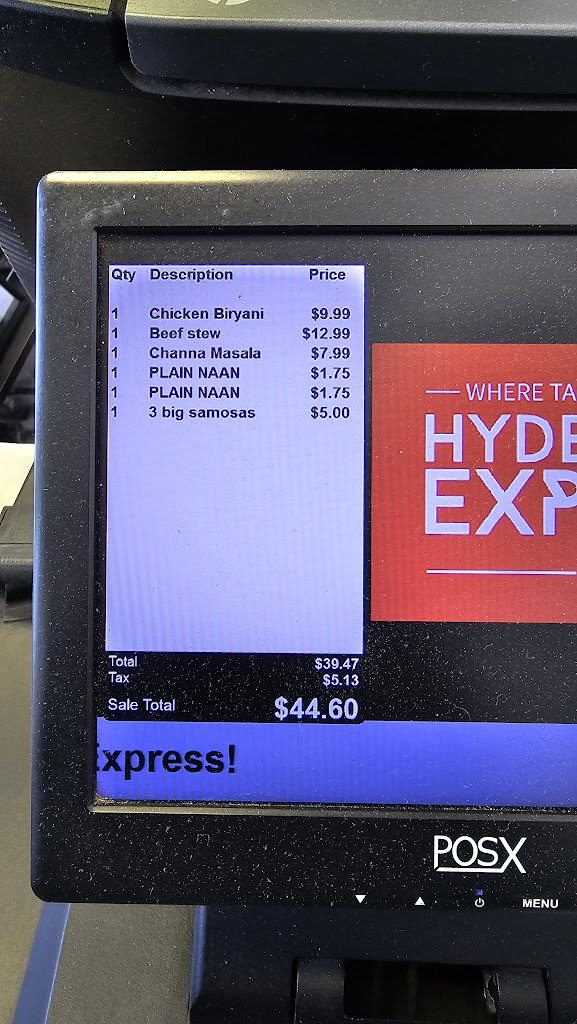 Qty Description Price
1 Chicken Biryani $9.99
1 Beef stew $12.99
1 Channa Masala $7.99
1 PLAIN NAAN $1.75
1 PLAIN NAAN $1.75
1 3 big samosas $5.00
WHERE TA
HYDE
EXP
Total $39.47
Tax $5.13
Sale Total $44.60
Express!
POSX
MENU